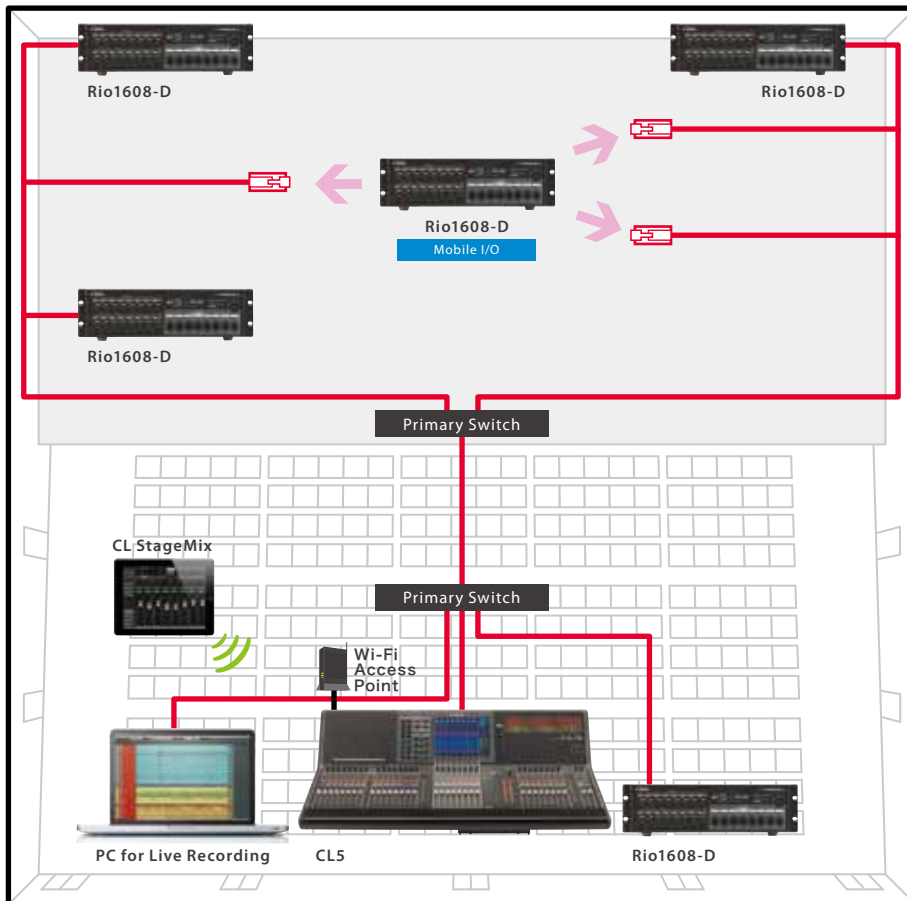 Rio1608-D
Rio1608-D
Rio1608-D
Mobile I/O
Rio1608-D
Primary Switch
CL StageMix
Primary Switch
Wi-Fi
Access
Point
PC for Live Recording
CL5
Rio1608-D